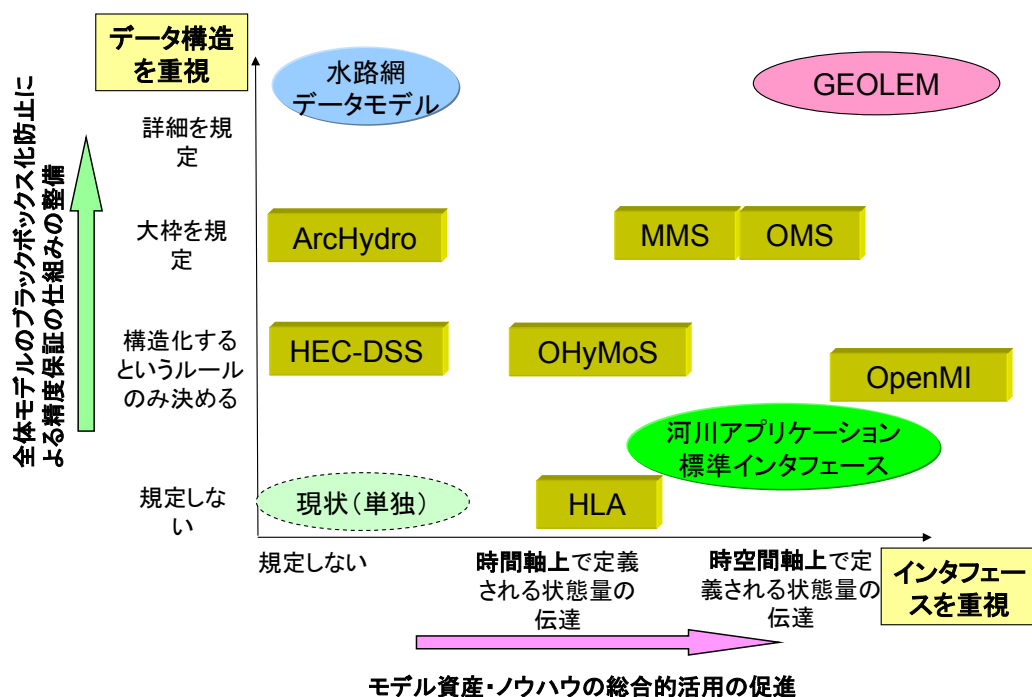 データ構造
を重視
水路網
データモデル
GEOLEM
全体モデルのブラックボックス化防止に
よる精度保証の仕組みの整備
詳細を規
定
大枠を規
定
ArcHydro
MMS
OMS
構造化する
というルール
のみ決める
HEC-DSS
OHyMoS
OpenMI
河川アプリケーション
標準インタフェース
規定しな
い
現状（単独）
HLA
規定しない
時間軸上で定義
される状態量の
伝達
時空間軸上で定
義される状態量の
伝達
インタフェー
スを重視
モデル資産・ノウハウの総合的活用の促進